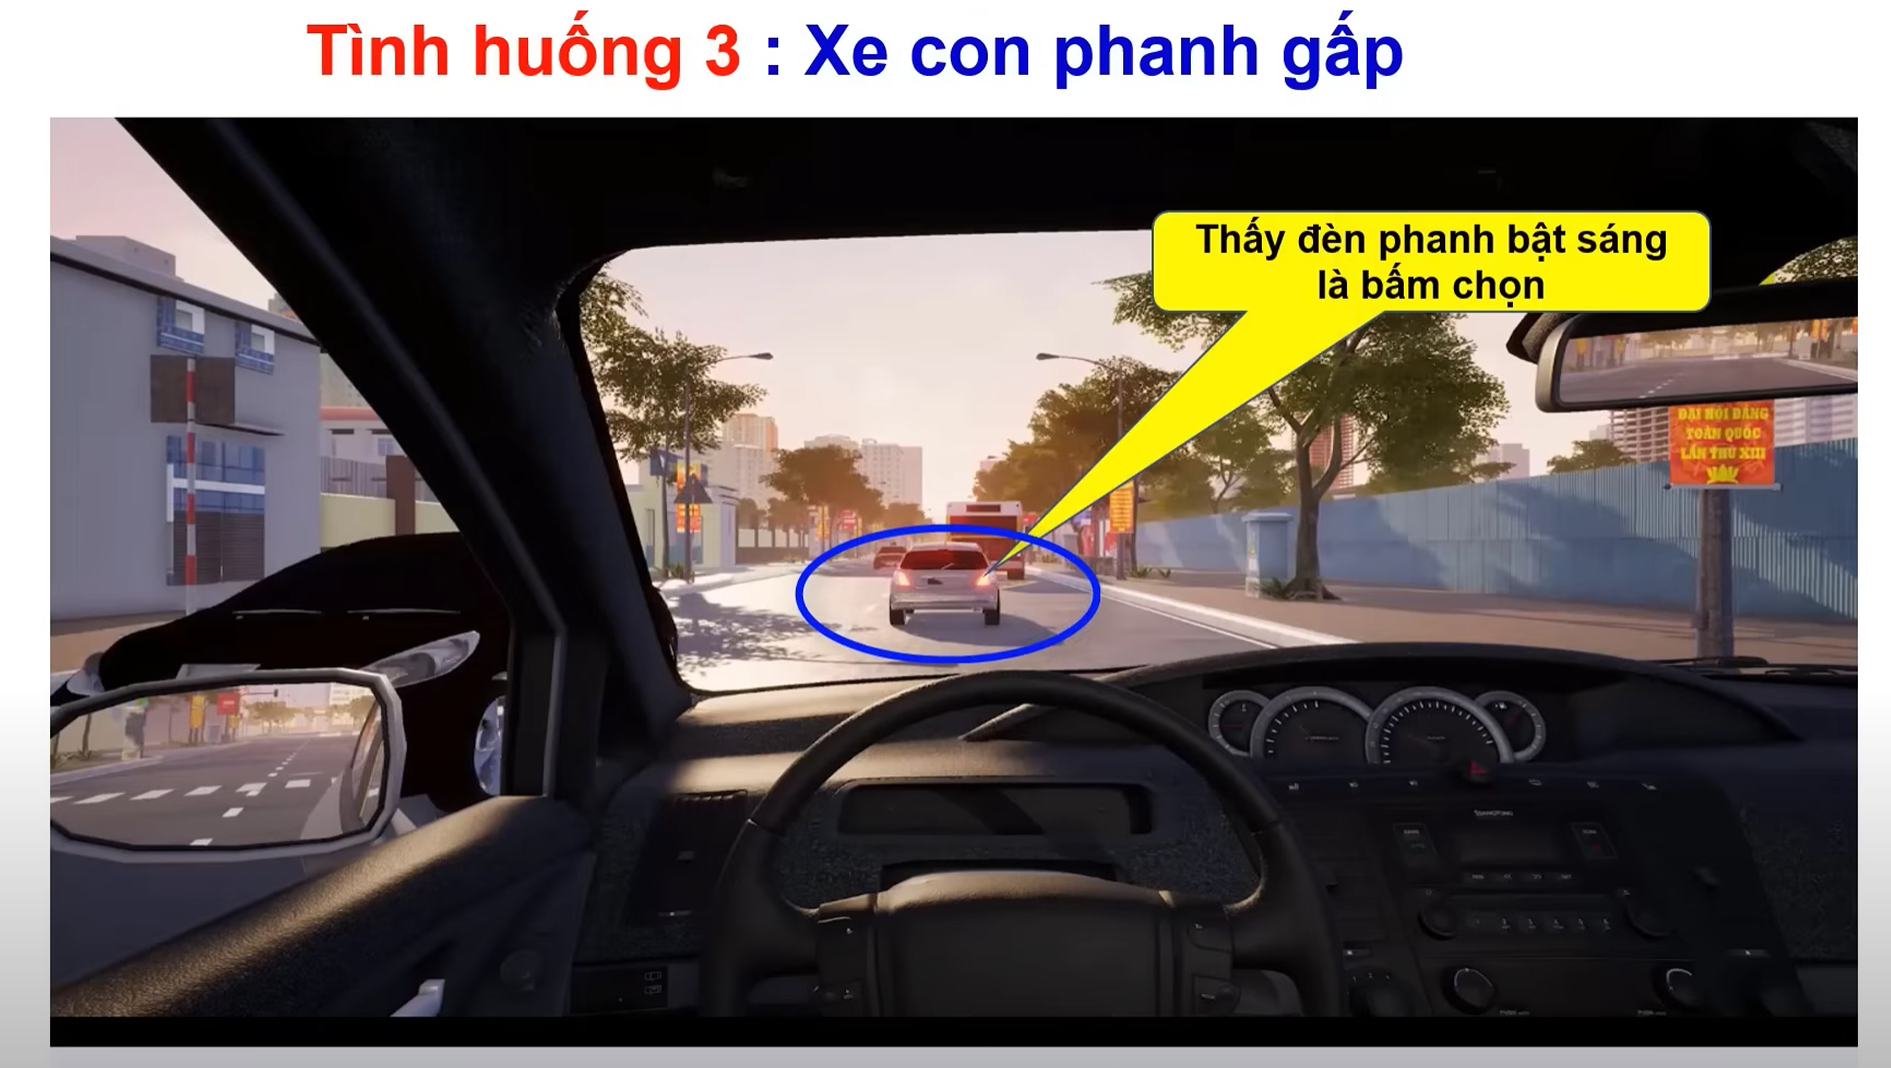 Tình huống 3 : Xe con phanh gấp
Thấy đèn phanh bật sáng
là bấm chọn
ĐẠI HỘI ĐẢNG
TOÀN QUỐC
LẦN THỨ XIII